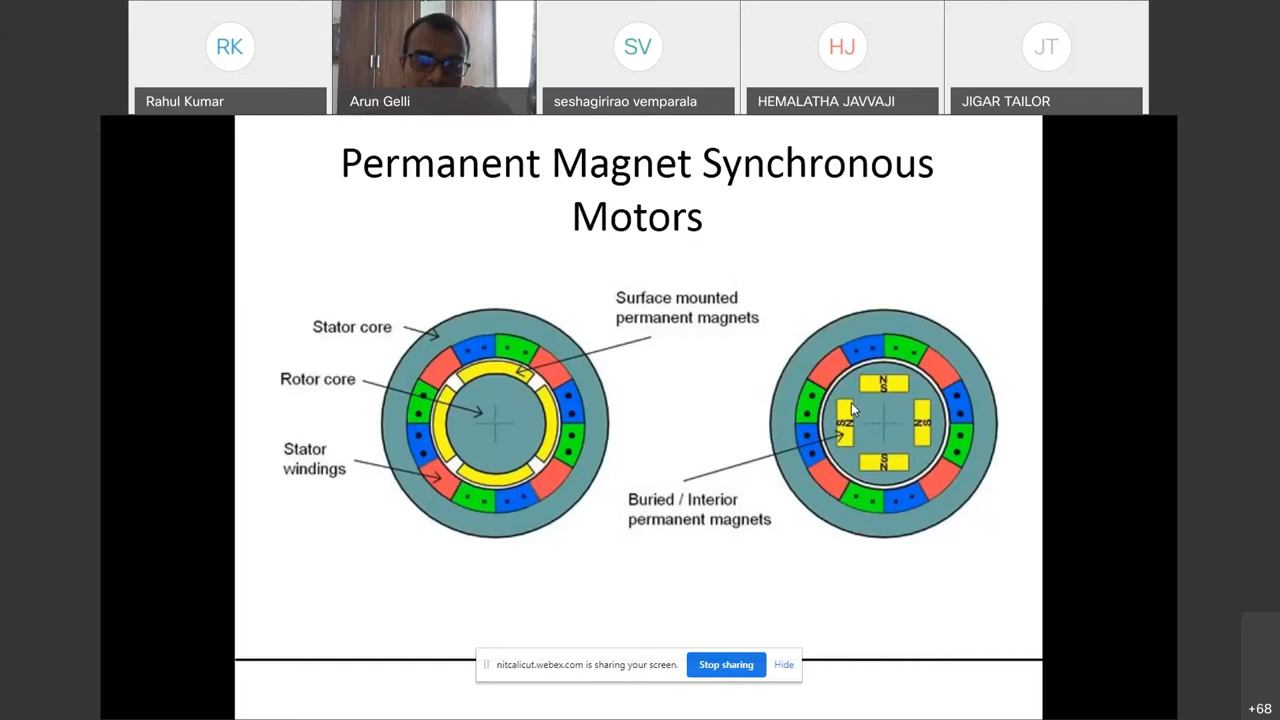 RK
SV
HJ
JT
Rahul Kumar
Arun Gelli
seshagirirao vemparala
HEMALATHA JAVVAJI
JIGAR TAILOR
Permanent Magnet Synchronous
Motors
Surface mounted
permanent magnets
Stator core
Rotor core
Stator
windings
N
S
S N
N S
S
N
Buried / Interior
permanent magnets
nitcalicut.webex.com is sharing your screen.
Stop sharing
Hide
+68